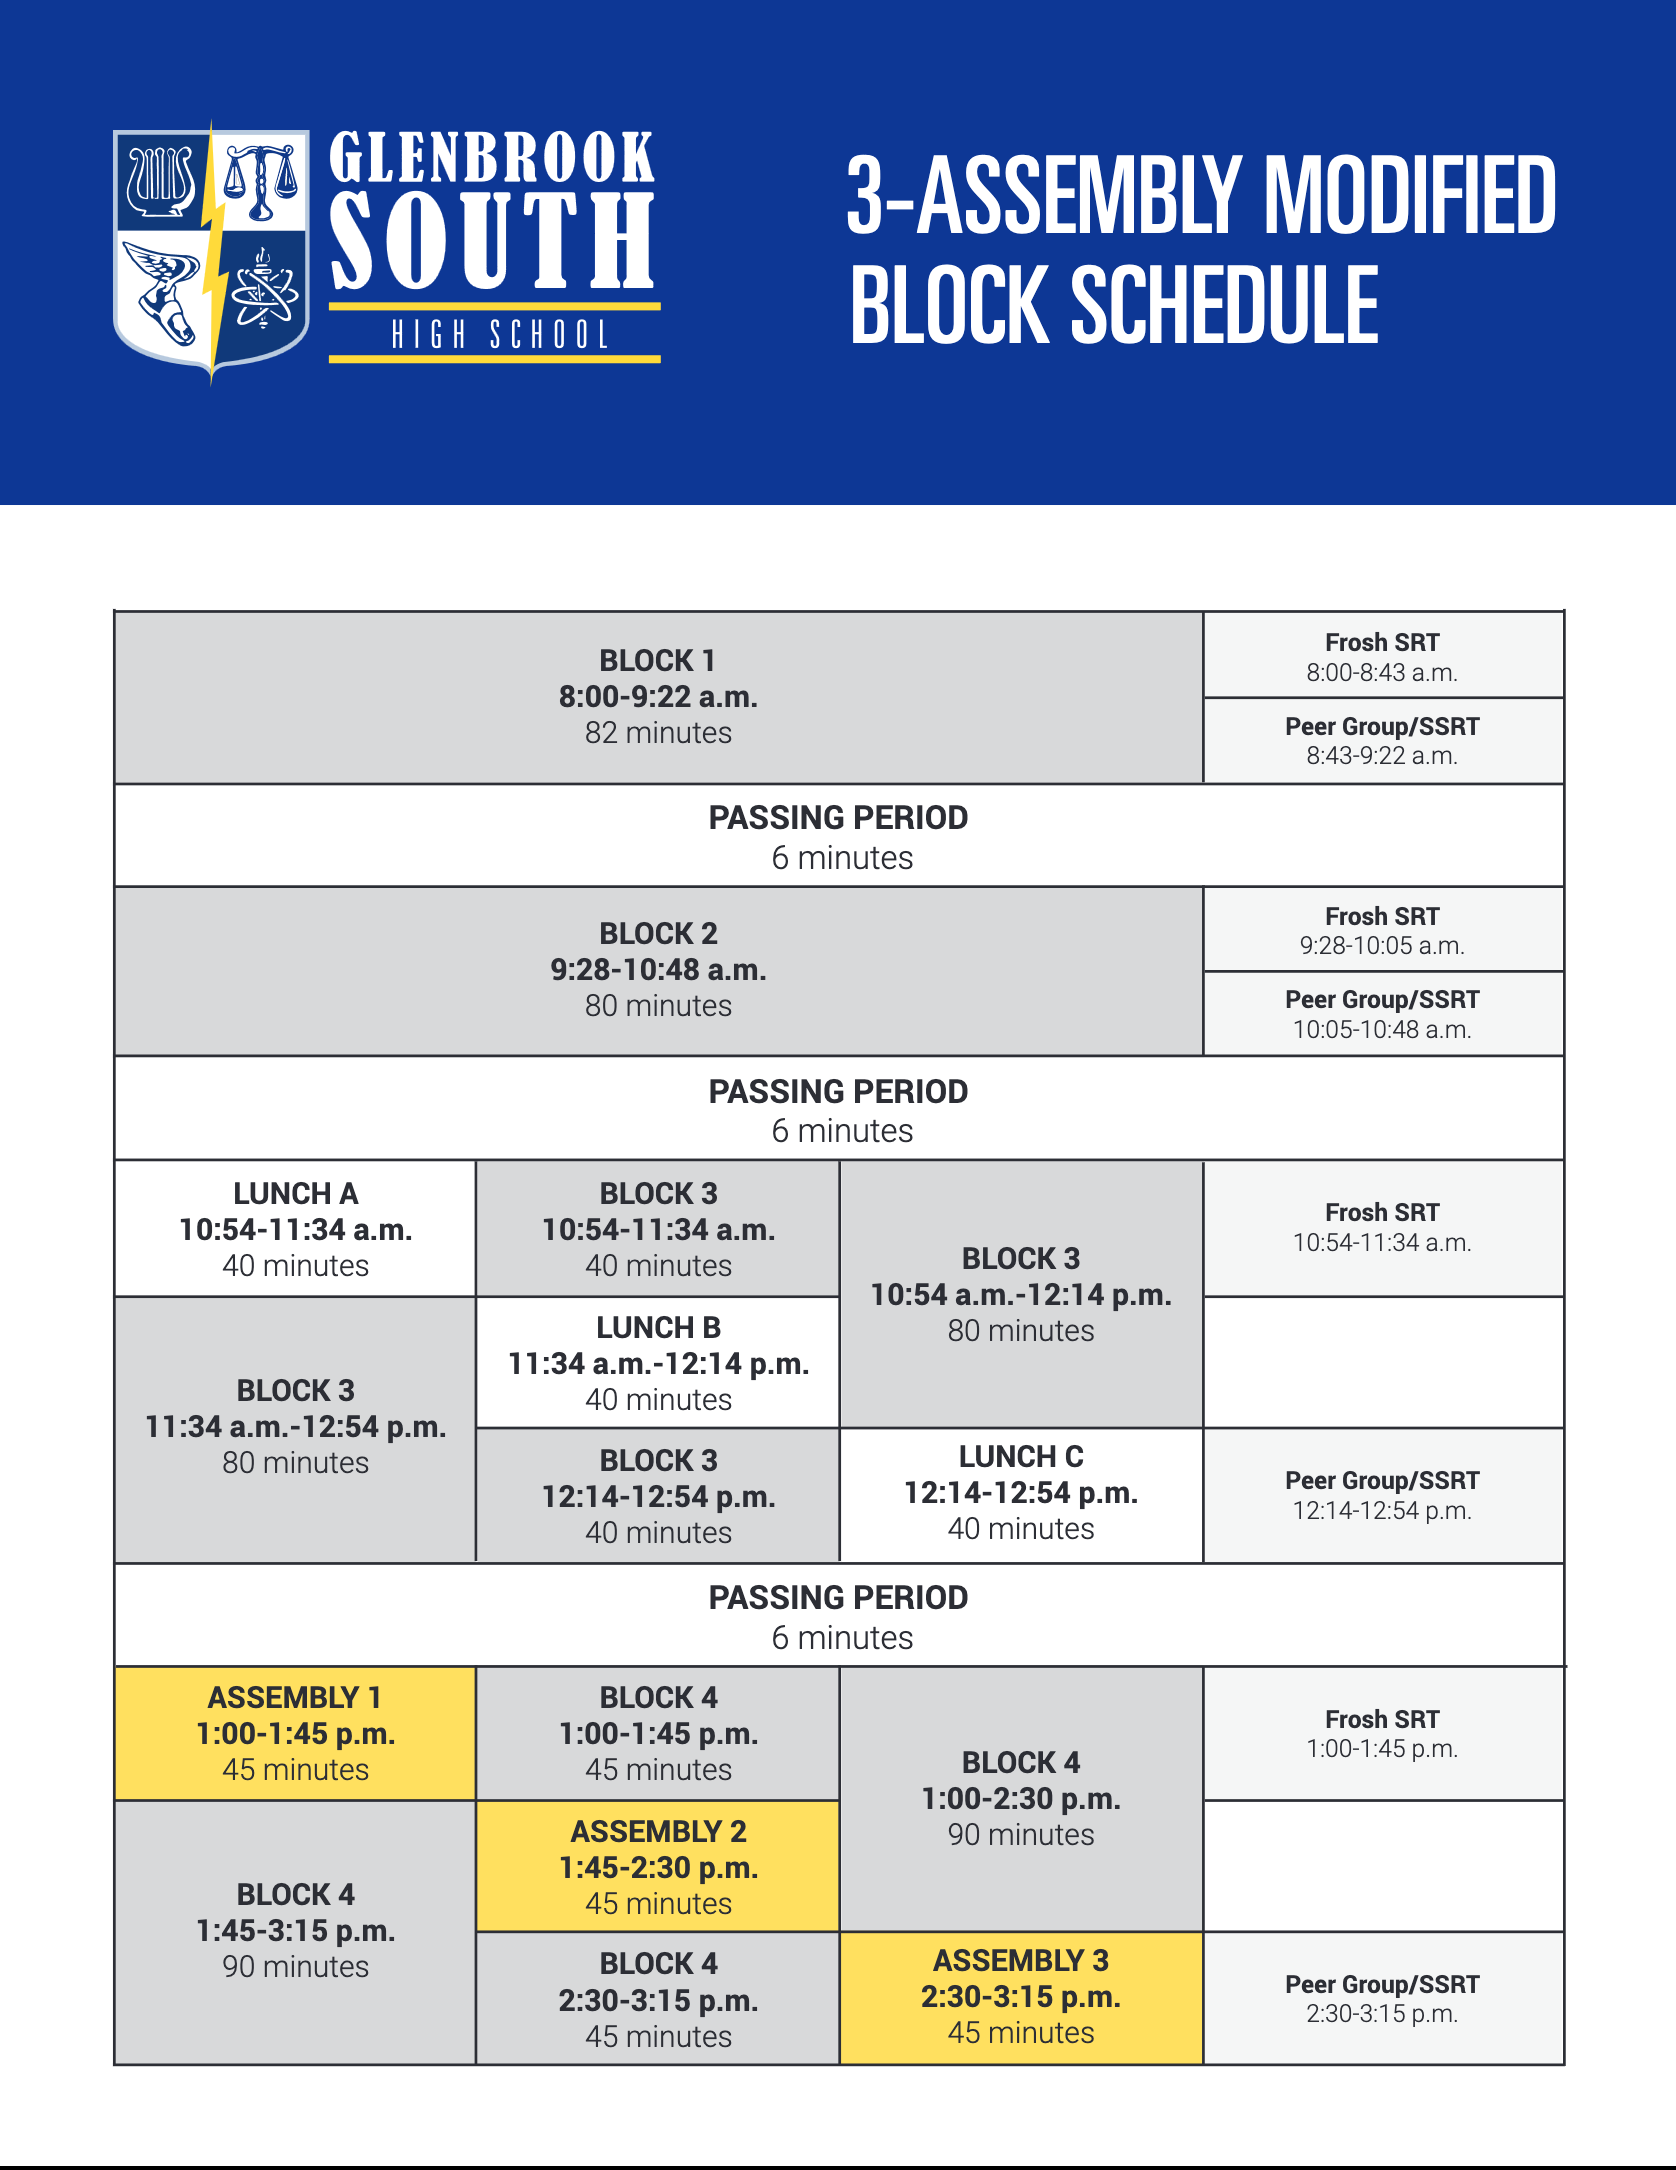 GLENBROOK
SOUTH
HIGH SCHOOL
3-ASSEMBLY MODIFIED
BLOCK SCHEDULE
BLOCK 1
8:00-9:22 a.m.
82 minutes
Frosh SRT
8:00-8:43 a.m.
Peer Group/SSRT
8:43-9:22 a.m.
PASSING PERIOD
6 minutes
BLOCK 2
9:28-10:48 a.m.
80 minutes
Frosh SRT
9:28-10:05 a.m.
Peer Group/SSRT
10:05-10:48 a.m.
PASSING PERIOD
6 minutes
LUNCH A
10:54-11:34 a.m.
40 minutes
BLOCK 3
10:54-11:34 a.m.
40 minutes
BLOCK 3
10:54 a.m.-12:14 p.m.
80 minutes
Frosh SRT
10:54-11:34 a.m.
BLOCK 3
11:34 a.m.-12:54 p.m.
80 minutes
LUNCH B
11:34 a.m.-12:14 p.m.
40 minutes
BLOCK 3
12:14-12:54 p.m.
40 minutes
LUNCH C
12:14-12:54 p.m.
40 minutes
Peer Group/SSRT
12:14-12:54 p.m.
PASSING PERIOD
6 minutes
ASSEMBLY 1
1:00-1:45 p.m.
45 minutes
BLOCK 4
1:00-1:45 p.m.
45 minutes
BLOCK 4
1:00-2:30 p.m.
90 minutes
Frosh SRT
1:00-1:45 p.m.
BLOCK 4
1:45-3:15 p.m.
90 minutes
ASSEMBLY 2
1:45-2:30 p.m.
45 minutes
BLOCK 4
2:30-3:15 p.m.
45 minutes
ASSEMBLY 3
2:30-3:15 p.m.
45 minutes
Peer Group/SSRT
2:30-3:15 p.m.